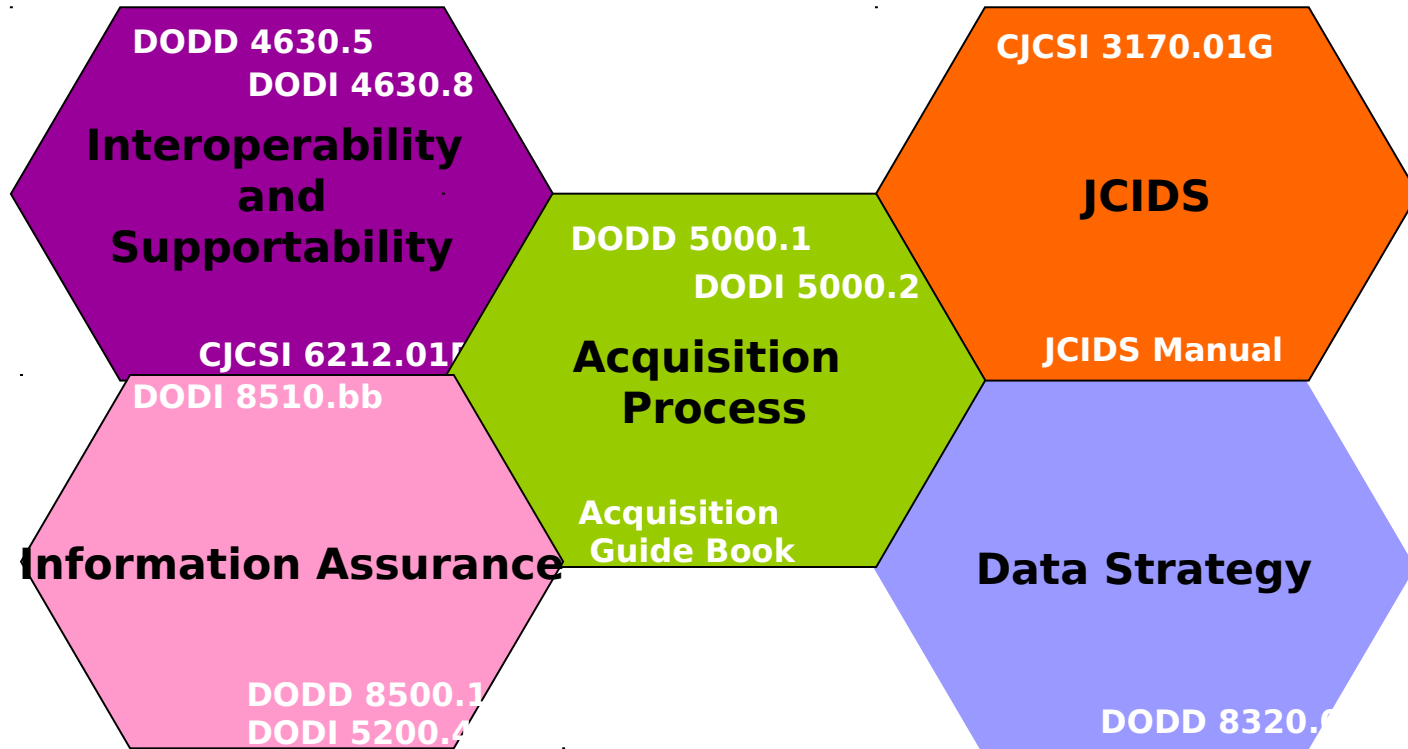 DODD 4630.5
DODI 4630.8
Interoperability
and
Supportability
CJCSI 6212.01
DODI 8510.bb
Information Assurance
DODD 8500.1
DODI 5200.4
DODD 5000.1
DODI 5000.2
Acquisition
Process
Acquisition
Guide Book
CJCSI 3170.01G
JCIDS
JCIDS Manual
Data Strategy
DODD 8320.